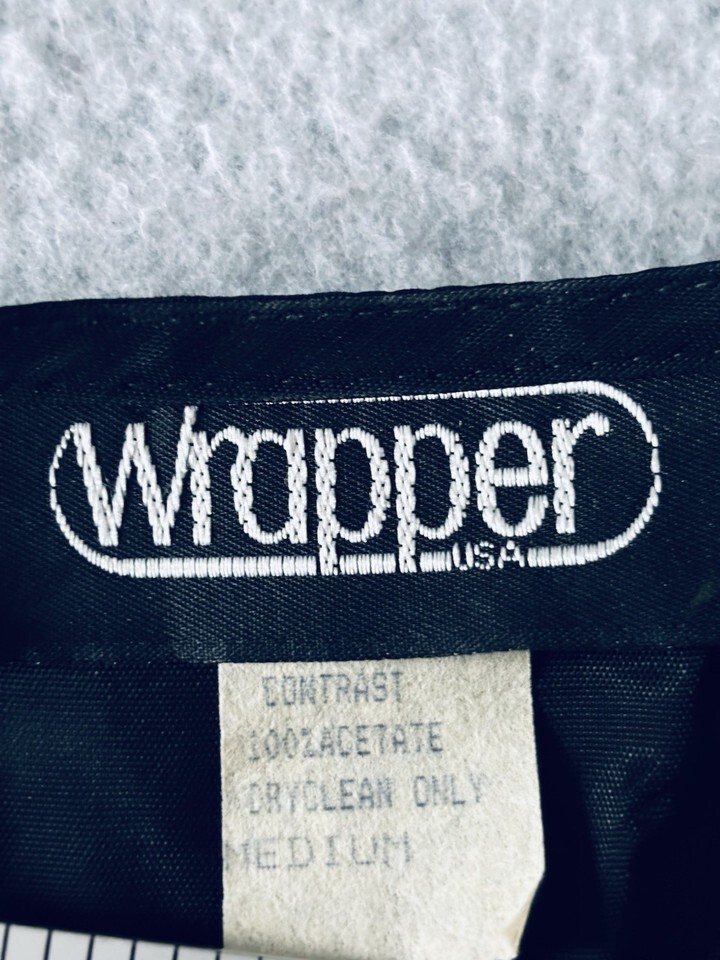 Wrapper
USA
CONTRAST
100%ACETATE
DRYCLEAN ONLY
MEDIUM